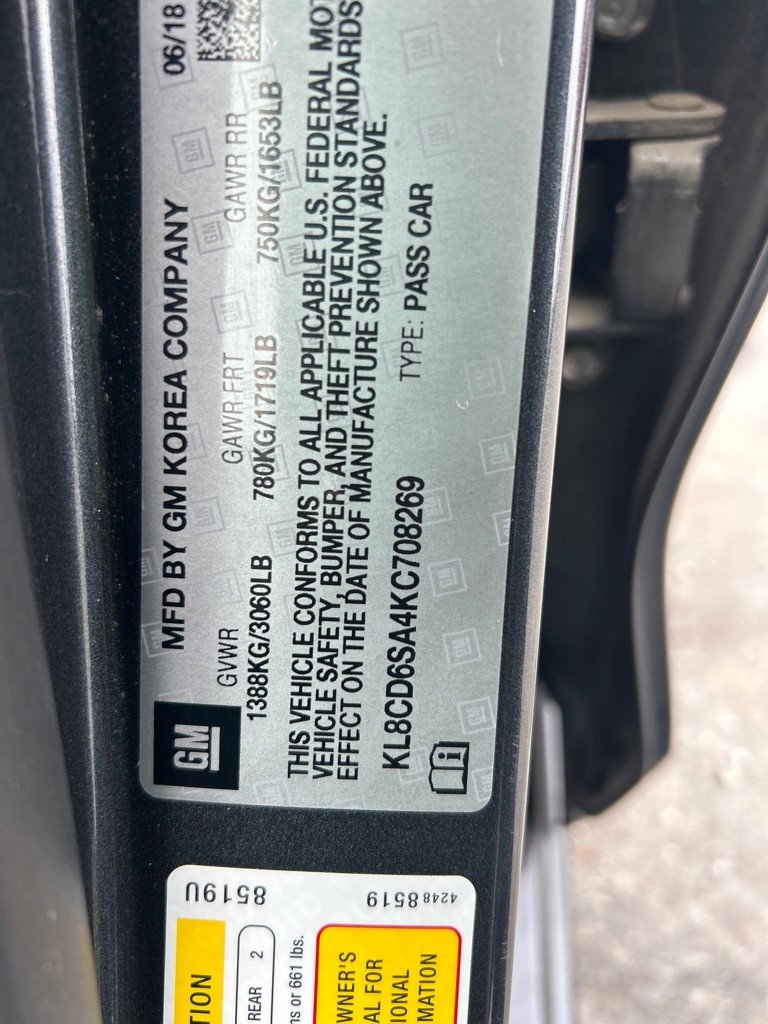 MFD BY GM KOREA COMPANY 06/18
GM
GVWR GAWR FRT GAWR RR
1388KG/3060LB 780KG/1719LB 750KG/1653LB
THIS VEHICLE CONFORMS TO ALL APPLICABLE U.S. FEDERAL MOT
VEHICLE SAFETY, BUMPER, AND THEFT PREVENTION STANDARDS
EFFECT ON THE DATE OF MANUFACTURE SHOWN ABOVE.
KL8CD6SA4KC708269 TYPE: PASS CAR
8519U
4248 8519
TION
REAR 2
ns or 661 lbs.
WNER'S
AL FOR
IONAL
MATION